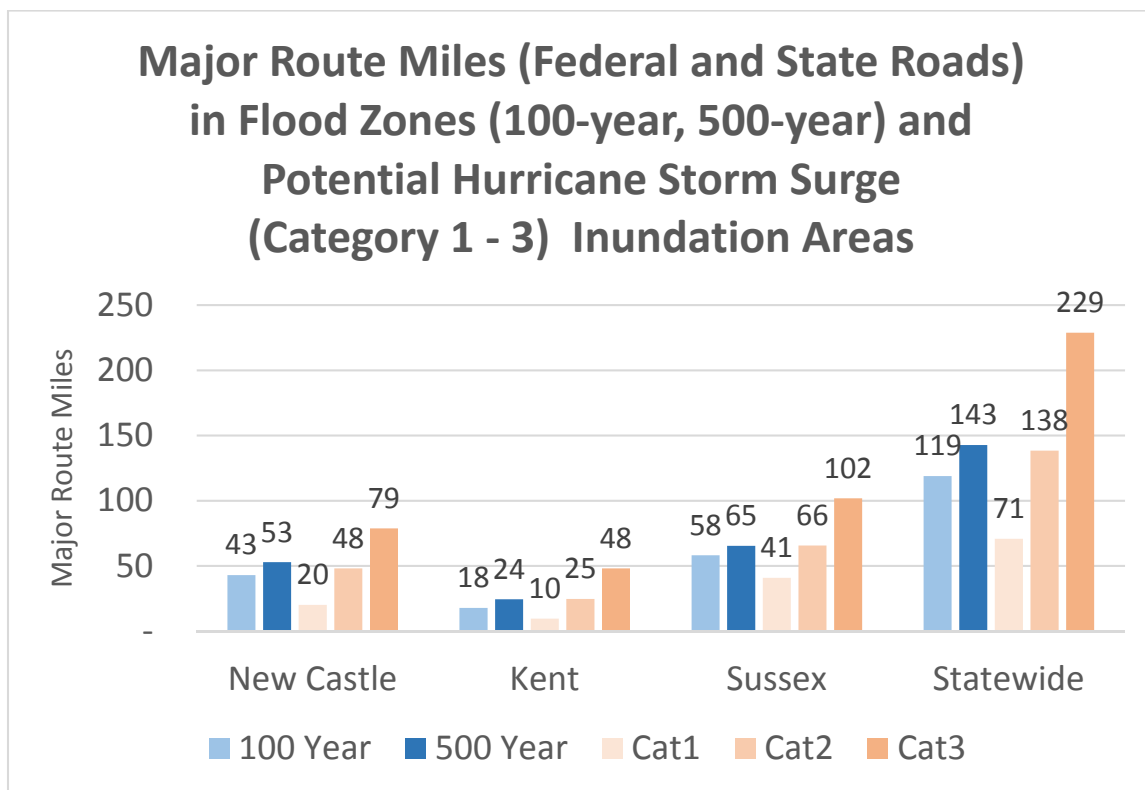 Major Route Miles (Federal and State Roads)
in Flood Zones (100-year, 500-year) and
Potential Hurricane Storm Surge
(Category 1 - 3)  Inundation Areas
Major Route Miles
250
200
150
100
50
-
43 53 20 48 79
18 24 10 25 48
58 65 41 66 102
119 143 71 138 229
New Castle Kent Sussex Statewide
100 Year 500 Year Cat1 Cat2 Cat3